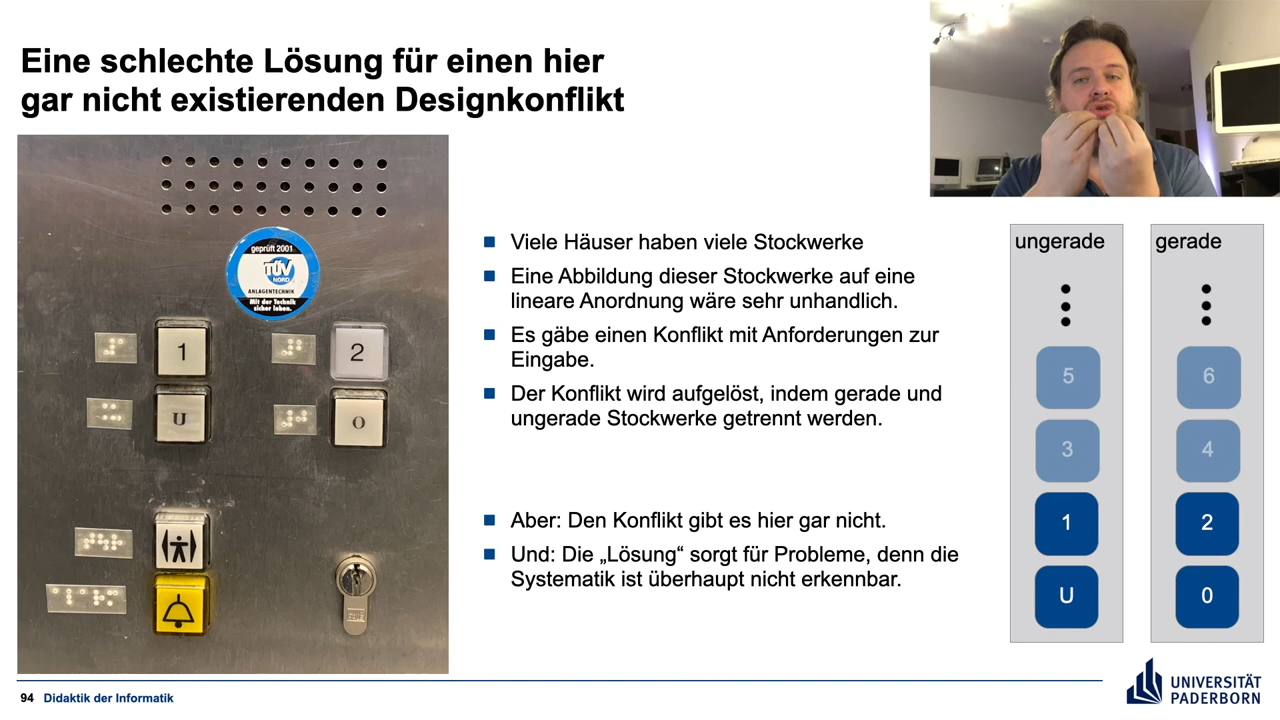 Eine schlechte Lösung für einen hier
gar nicht existierenden Designkonflikt
geprüft 2001
TÜV
NORD
ANLAGENTECHNIK
Mit der Technik
sicher leben.
1
2
U
0
Viele Häuser haben viele Stockwerke
Eine Abbildung dieser Stockwerke auf eine
lineare Anordnung wäre sehr unhandlich.
Es gäbe einen Konflikt mit Anforderungen zur
Eingabe.
Der Konflikt wird aufgelöst, indem gerade und
ungerade Stockwerke getrennt werden.
Aber: Den Konflikt gibt es hier gar nicht.
Und: Die „Lösung“ sorgt für Probleme, denn die
Systematik ist überhaupt nicht erkennbar.
ungerade
gerade
5
6
3
4
1
2
U
0
94 Didaktik der Informatik
UNIVERSITÄT
PADERBORN